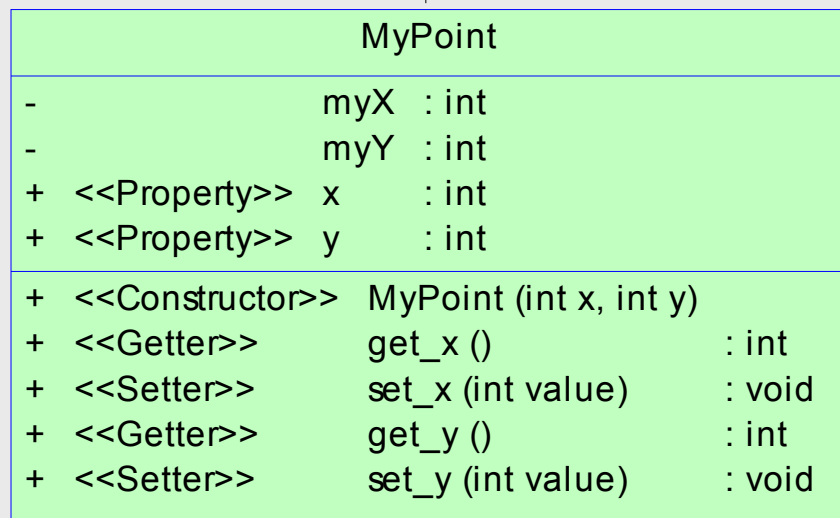 MyPoint
- myX : int
- myY : int
+ <<Property>> x : int
+ <<Property>> y : int
+ <<Constructor>> MyPoint (int x, int y)
+ <<Getter>> get_x () : int
+ <<Setter>> set_x (int value) : void
+ <<Getter>> get_y () : int
+ <<Setter>> set_y (int value) : void